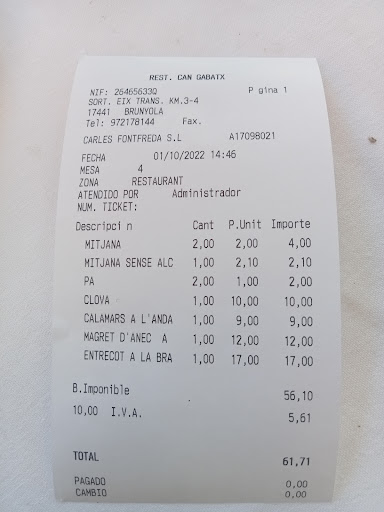 REST. CAN GABATX
NIF: 26465633Q P gina 1
SORT. EIX TRANS. KM.3-4
17441 BRUNYOLA
Tel: 972178144 Fax.
CARLES FONTFREDA S.L A17098021
FECHA 01/10/2022 14:46
MESA 4
ZONA RESTAURANT
ATENDIDO POR Administrador
NUM. TICKET:
Descripci n Cant P.Unit Importe
MITJANA 2,00 2,00 4,00
MITJANA SENSE ALC 1,00 2,10 2,10
PA 2,00 1,00 2,00
CLOVA 1,00 10,00 10,00
CALAMARS A L'ANDA 1,00 9,00 9,00
MAGRET D'ANEC A 1,00 12,00 12,00
ENTRECOT A LA BRA 1,00 17,00 17,00
B.Imponible 56,10
10,00 I.V.A. 5,61
TOTAL 61,71
PAGADO 0,00
CAMBIO 0,00